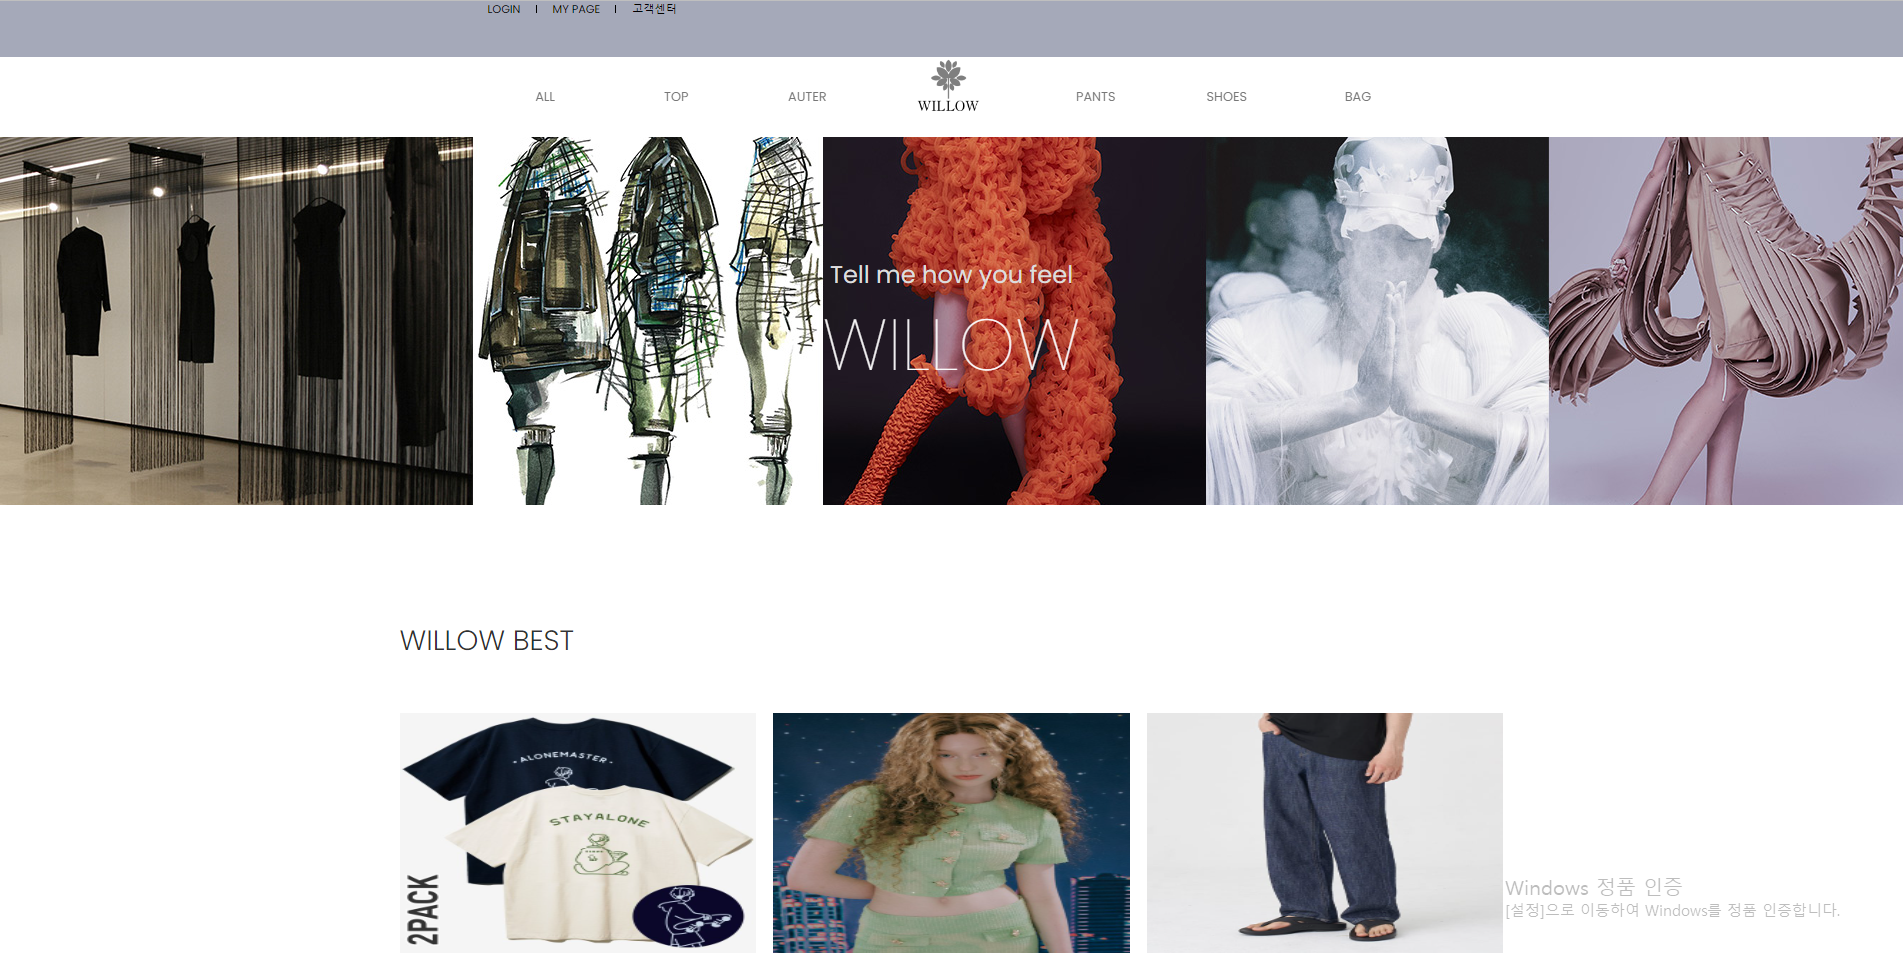 LOGIN | MY PAGE | 고객센터
ALL TOP AUTER WILLOW PANTS SHOES BAG
Tell me how you feel
WILLOW
WILLOW BEST
· ALONEMASTER ·
STAYALONE
2PACK
Windows 정품 인증
[설정]으로 이동하여 Windows를 정품 인증합니다.